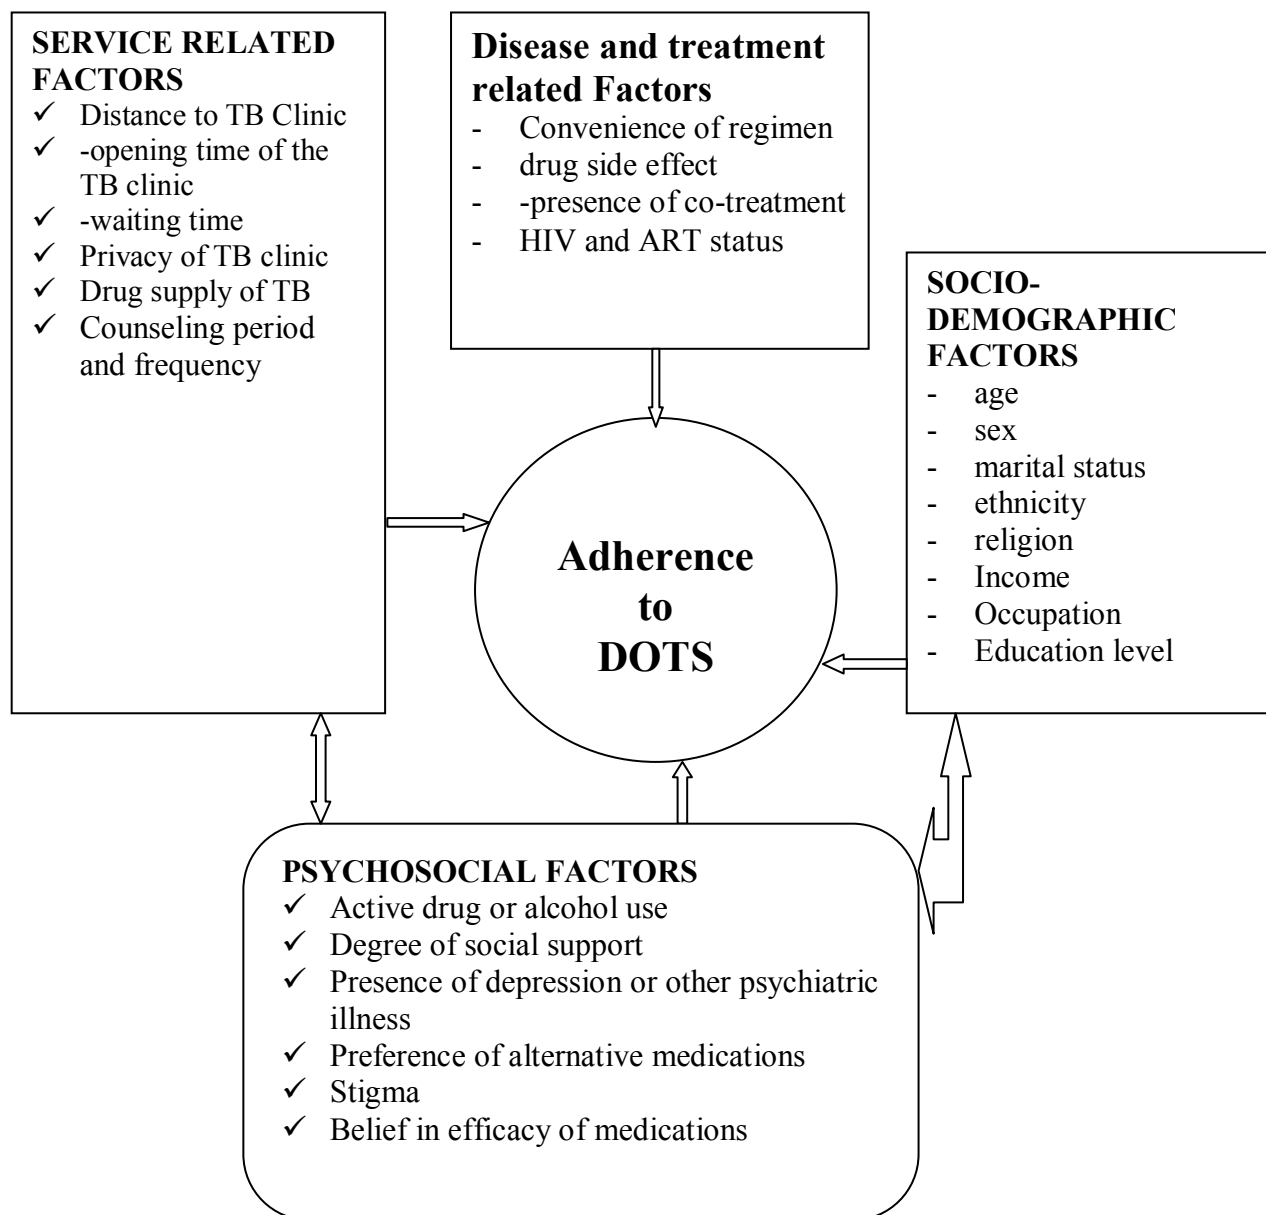 SERVICE RELATED
FACTORS
✓ Distance to TB Clinic
✓ -opening time of the
TB clinic
✓ -waiting time
✓ Privacy of TB clinic
✓ Drug supply of TB
✓ Counseling period
and frequency
Disease and treatment
related Factors
- Convenience of regimen
- drug side effect
- -presence of co-treatment
- HIV and ART status
SOCIO-
DEMOGRAPHIC
FACTORS
- age
- sex
- marital status
- ethnicity
- religion
- Income
- Occupation
- Education level
Adherence
to
DOTS
PSYCHOSOCIAL FACTORS
✓ Active drug or alcohol use
✓ Degree of social support
✓ Presence of depression or other psychiatric
illness
✓ Preference of alternative medications
✓ Stigma
✓ Belief in efficacy of medications